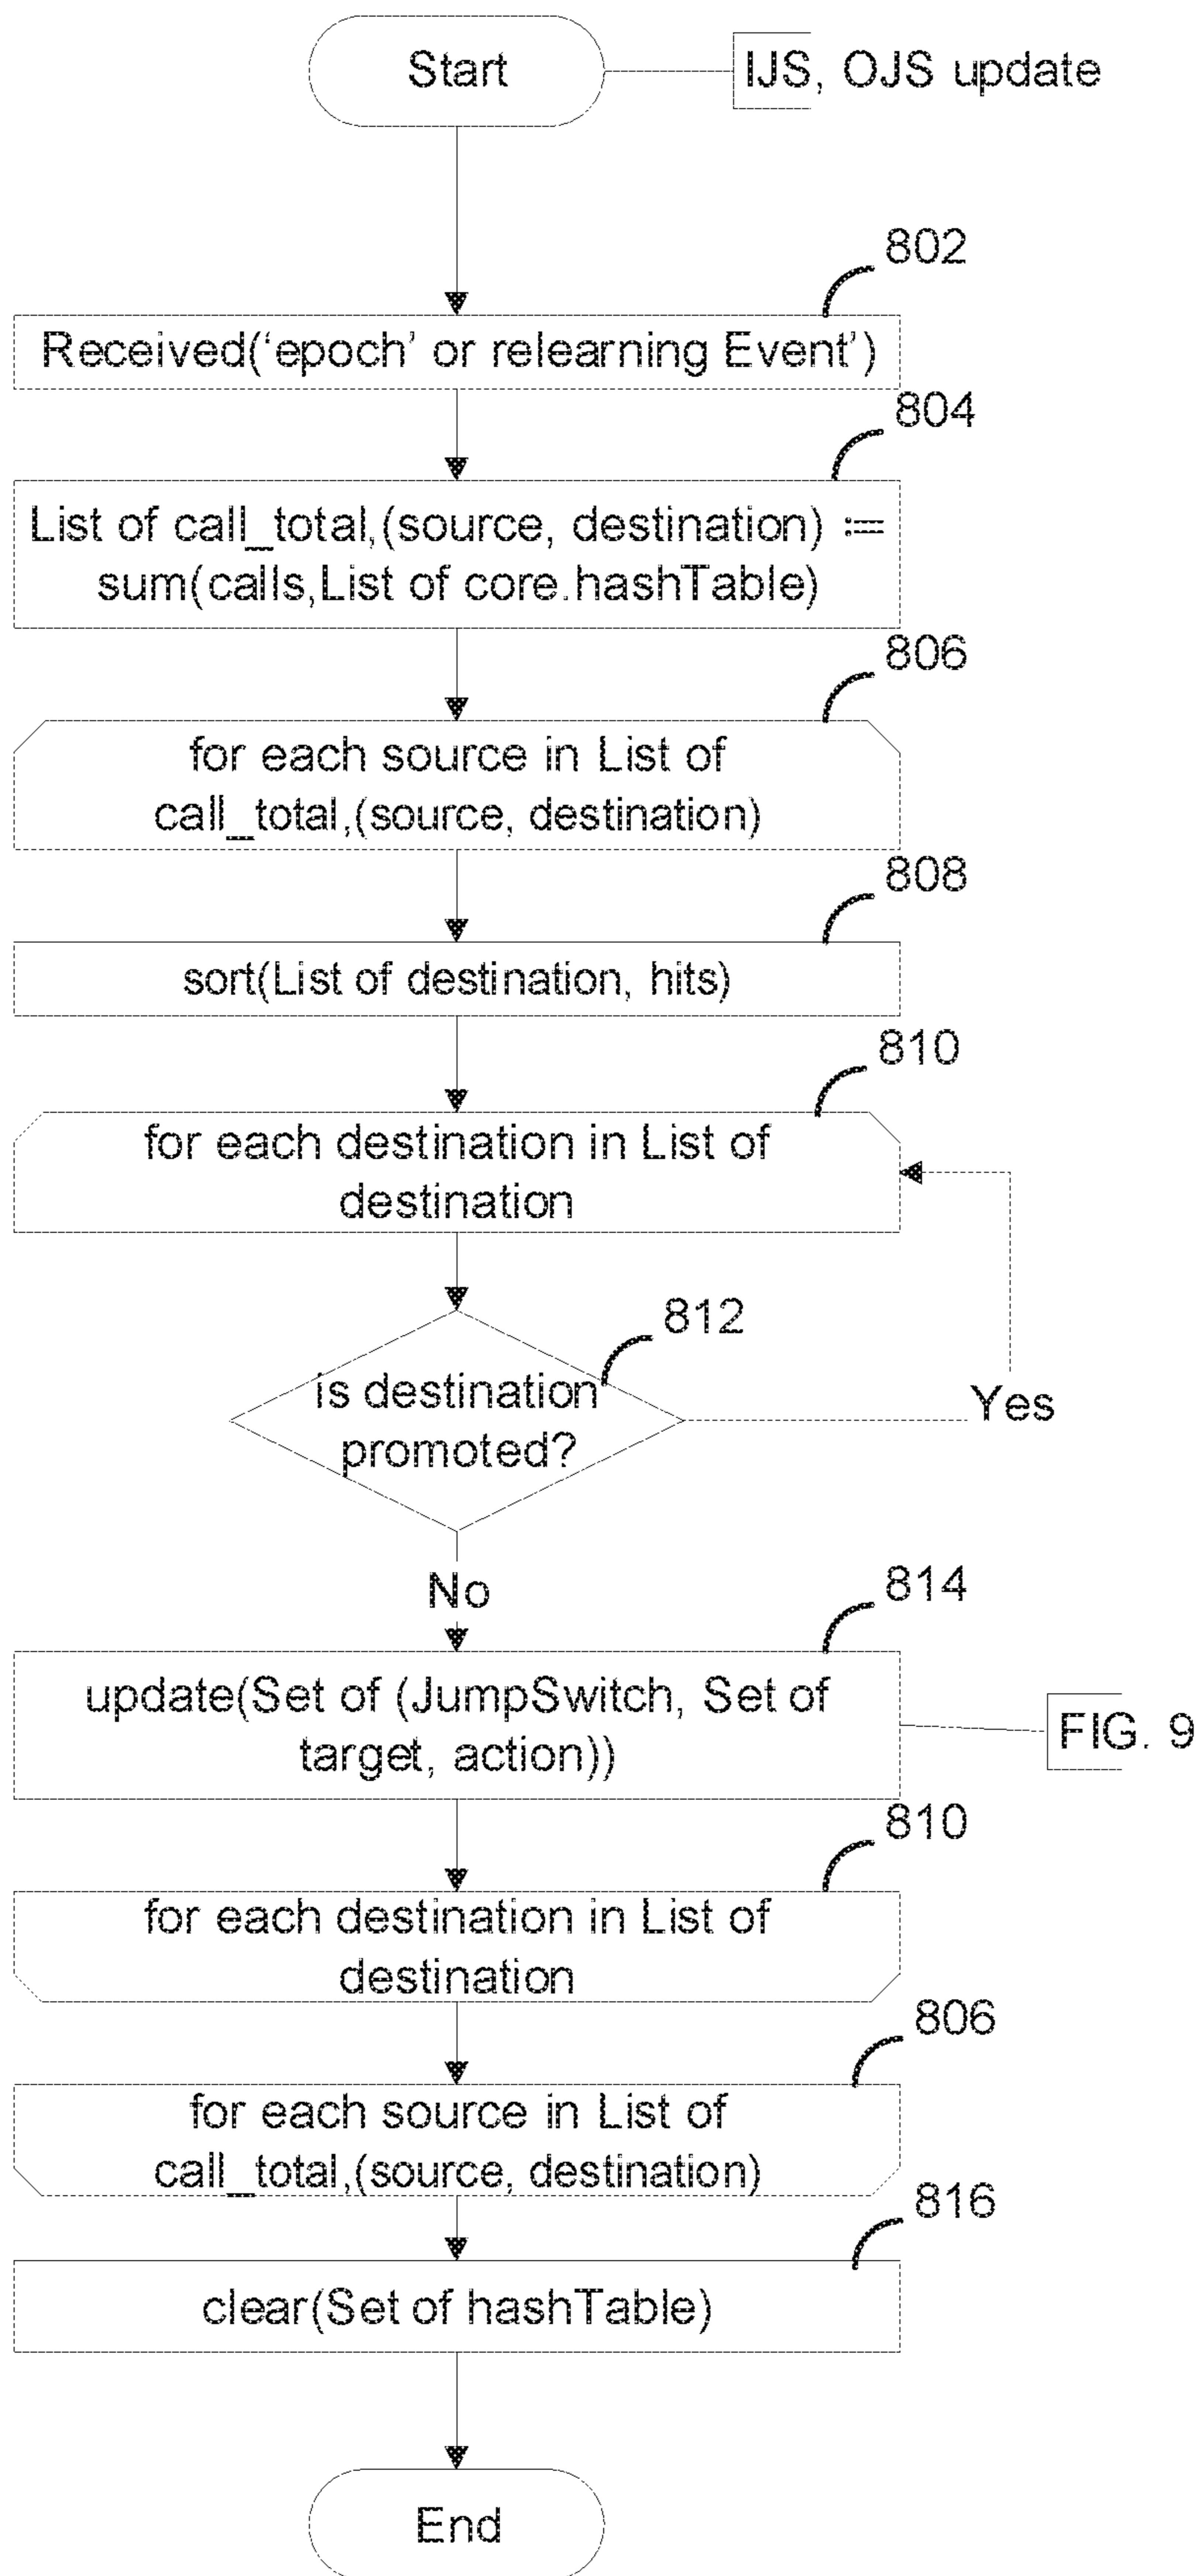 Start
IJS, OJS update
802
Received(‘epoch’ or relearning Event’)
804
List of call_total,(source, destination) :=
sum(calls,List of core.hashTable)
806
for each source in List of
call_total,(source, destination)
808
sort(List of destination, hits)
810
for each destination in List of
destination
812
is destination
promoted?
Yes
No
814
update(Set of (JumpSwitch, Set of
target, action))
FIG. 9
810
for each destination in List of
destination
806
for each source in List of
call_total,(source, destination)
816
clear(Set of hashTable)
End